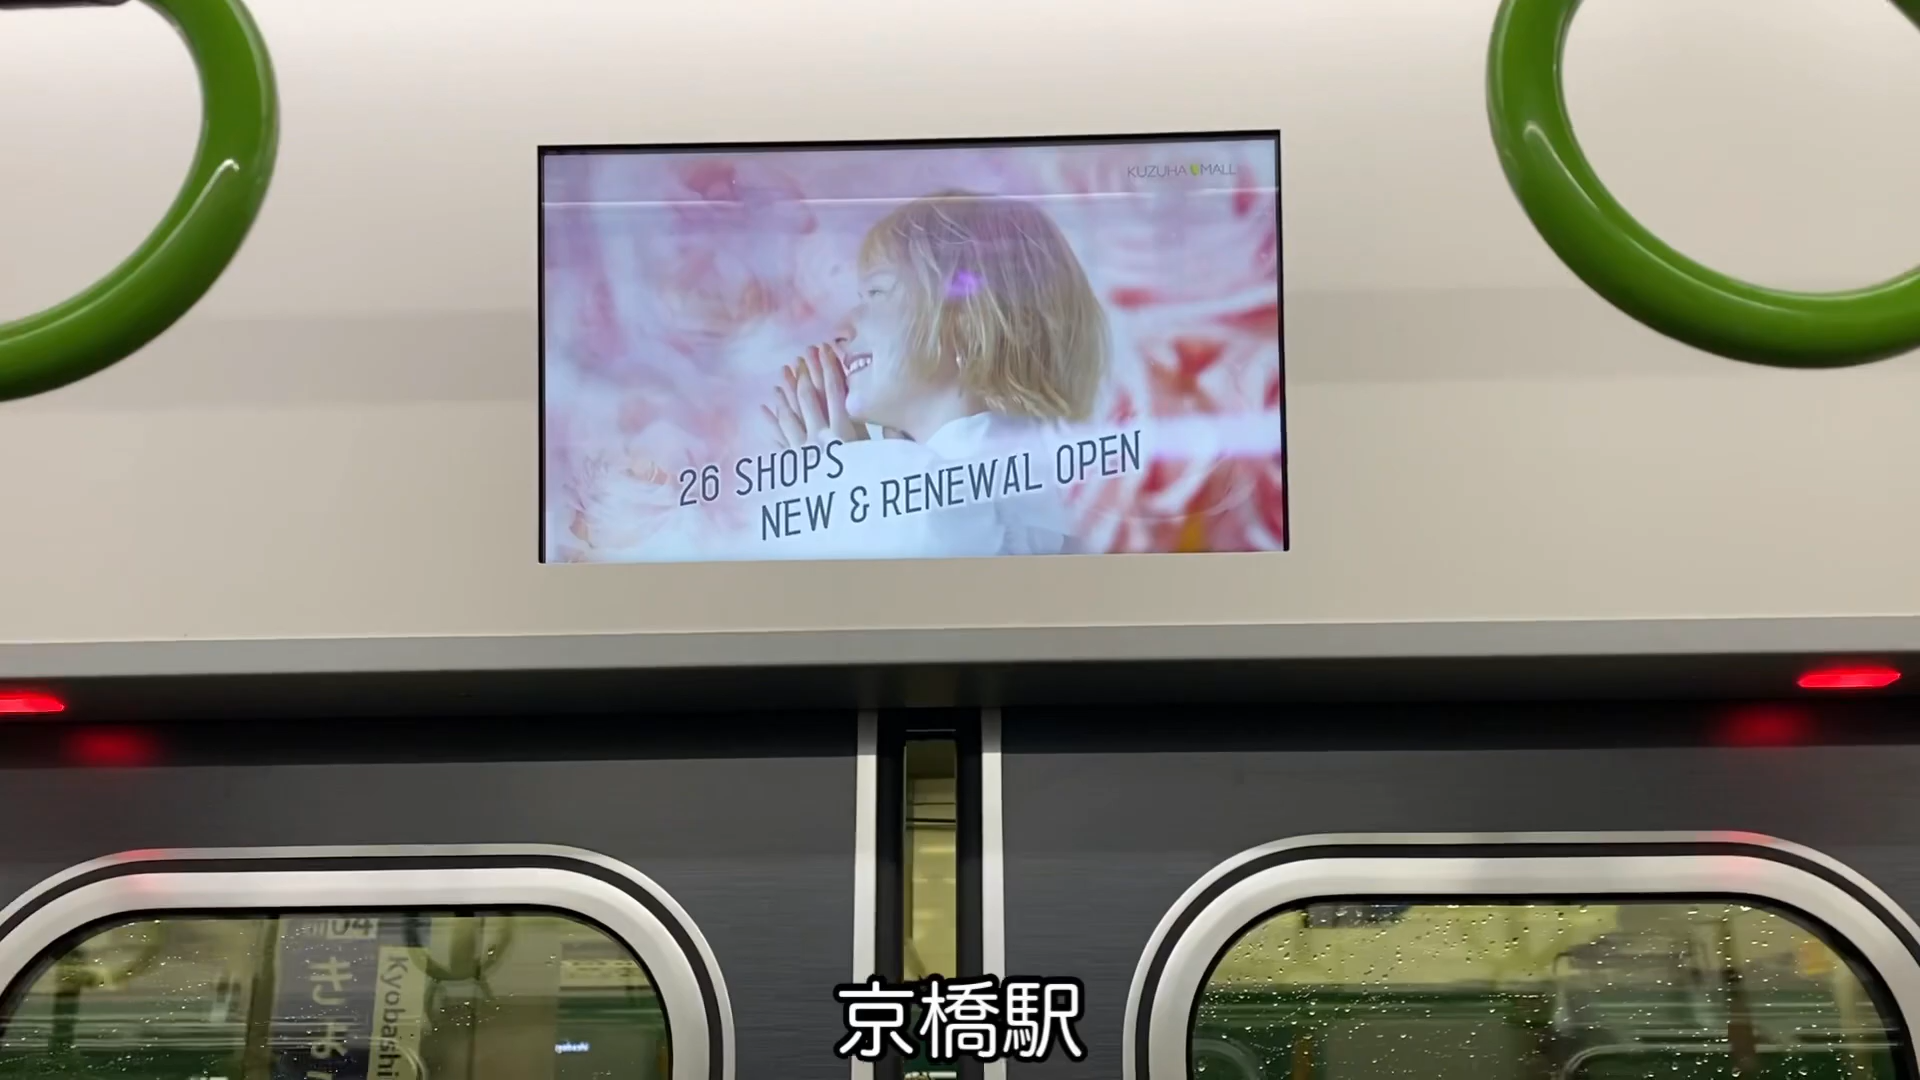 KUZUHA MALL
26 SHOPS
NEW & RENEWAL OPEN
04
Kyobashi
京橋駅